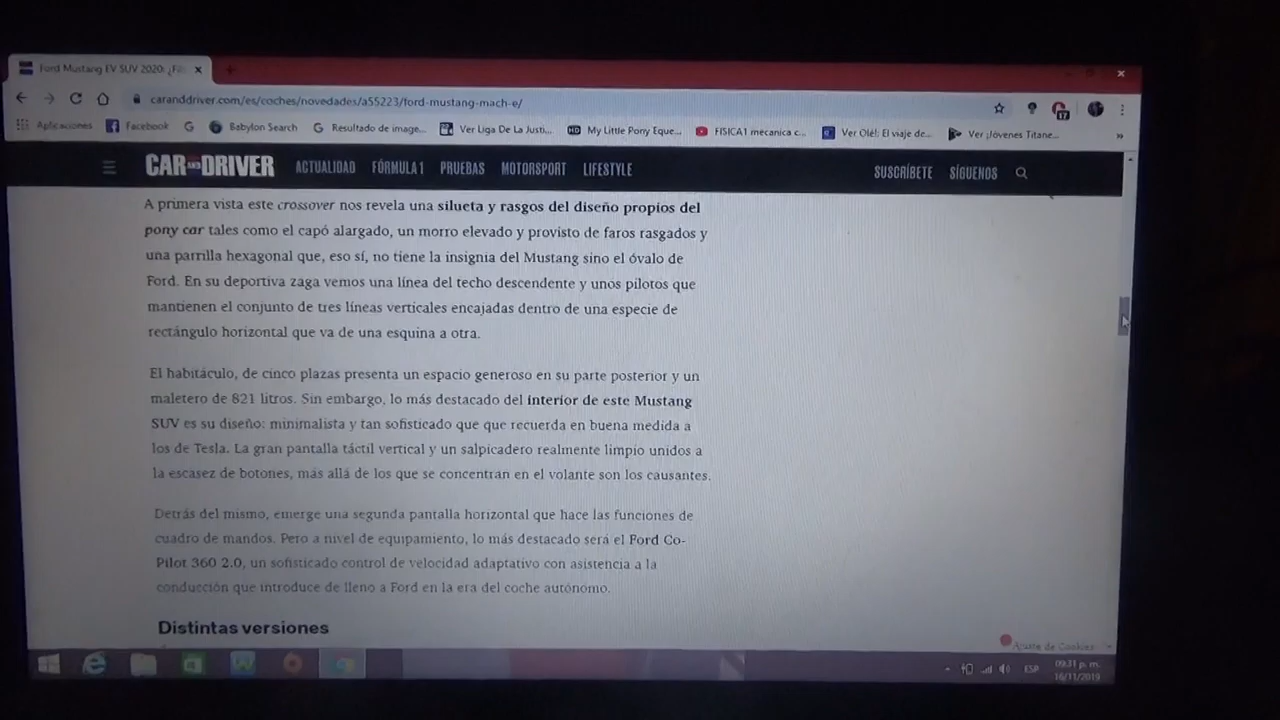 Ford Mustang EV SUV 2020: ¿Fil
caranddriver.com/es/coches/novedades/a55223/ford-mustang-mach-e/
17
Aplicaciones Facebook Babylon Search Resultado de image... Ver Liga De La Justi... My Little Pony Eque... FISICA1 mecanica c... Ver Olé!: El viaje de... Ver ¡Jóvenes Titane... »
CAR AND DRIVER ACTUALIDAD FÓRMULA 1 PRUEBAS MOTORSPORT LIFESTYLE SUSCRÍBETE SÍGUENOS
A primera vista este crossover nos revela una silueta y rasgos del diseño propios del
pony car tales como el capó alargado, un morro elevado y provisto de faros rasgados y
una parrilla hexagonal que, eso sí, no tiene la insignia del Mustang sino el óvalo de
Ford. En su deportiva zaga vemos una línea del techo descendente y unos pilotos que
mantienen el conjunto de tres líneas verticales encajadas dentro de una especie de
rectángulo horizontal que va de una esquina a otra.
El habitáculo, de cinco plazas presenta un espacio generoso en su parte posterior y un
maletero de 821 litros. Sin embargo, lo más destacado del interior de este Mustang
SUV es su diseño: minimalista y tan sofisticado que que recuerda en buena medida a
los de Tesla. La gran pantalla táctil vertical y un salpicadero realmente limpio unidos a
la escasez de botones, más allá de los que se concentran en el volante son los causantes.
Detrás del mismo, emerge una segunda pantalla horizontal que hace las funciones de
cuadro de mandos. Pero a nivel de equipamiento, lo más destacado será el Ford Co-
Pilot 360 2.0, un sofisticado control de velocidad adaptativo con asistencia a la
conducción que introduce de lleno a Ford en la era del coche autónomo.
Distintas versiones
Ajuste de Cookies
ESP
09:31 p. m.
16/11/2019